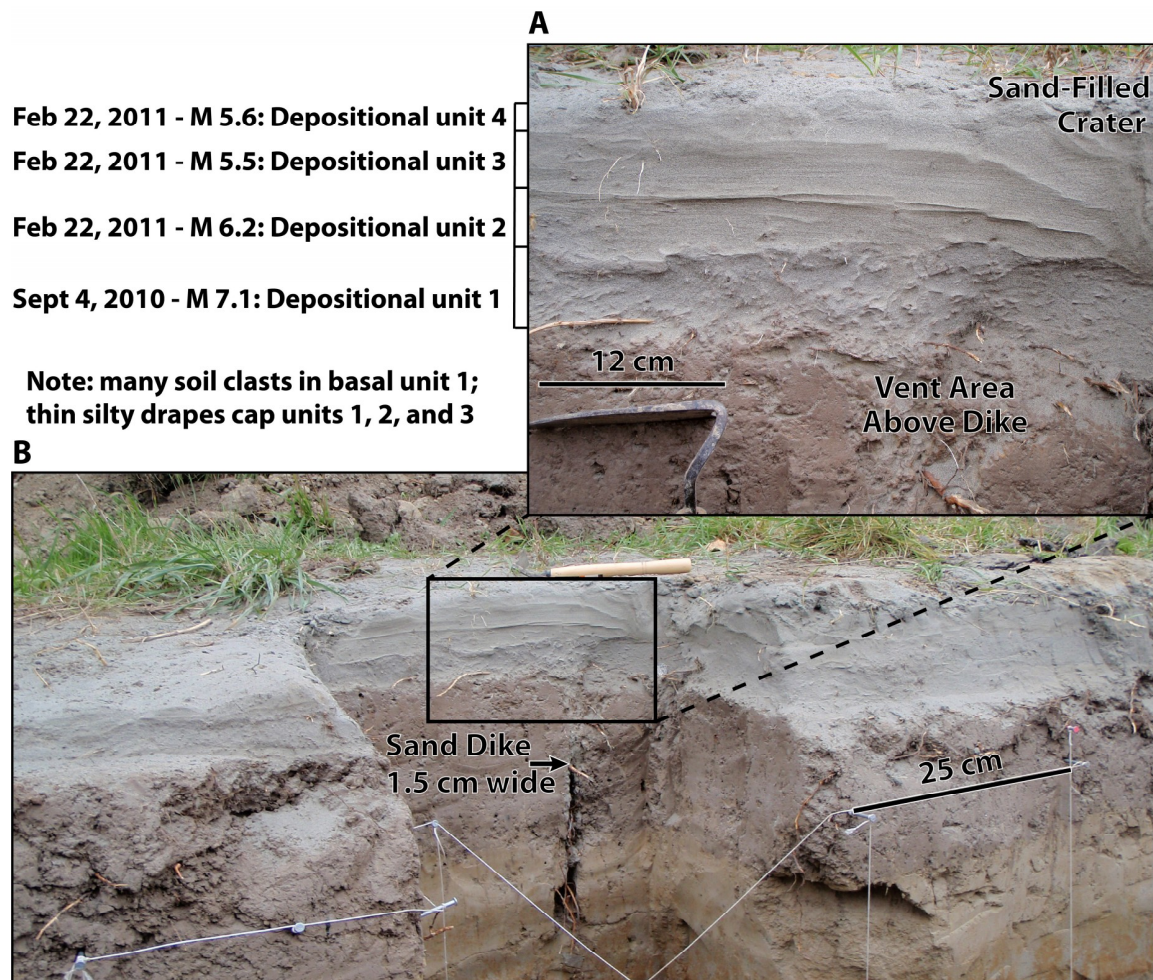 A
Sand-Filled
Crater
Feb 22, 2011 - M 5.6: Depositional unit 4
Feb 22, 2011 - M 5.5: Depositional unit 3
Feb 22, 2011 - M 6.2: Depositional unit 2
Sept 4, 2010 - M 7.1: Depositional unit 1
Note: many soil clasts in basal unit 1;
thin silty drapes cap units 1, 2, and 3
12 cm
Vent Area
Above Dike
B
Sand Dike
1.5 cm wide
25 cm